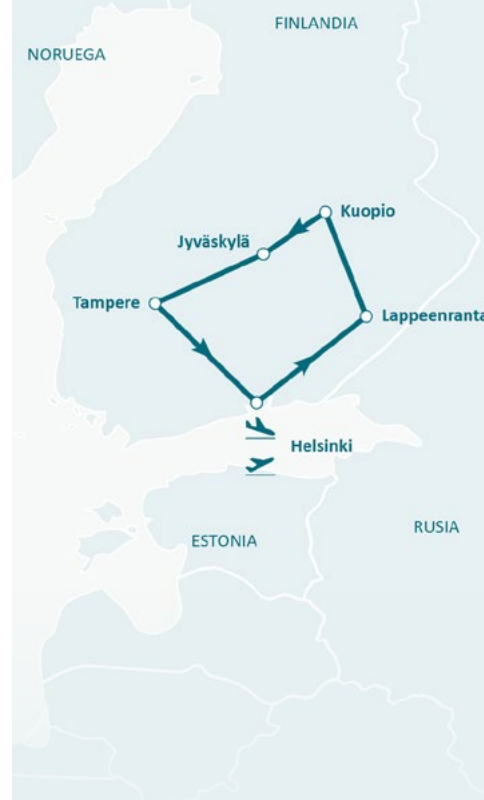 FINLANDIA
NORUEGA
Kuopio
Jyväskylä
Tampere
Lappeenranta
Helsinki
RUSIA
ESTONIA